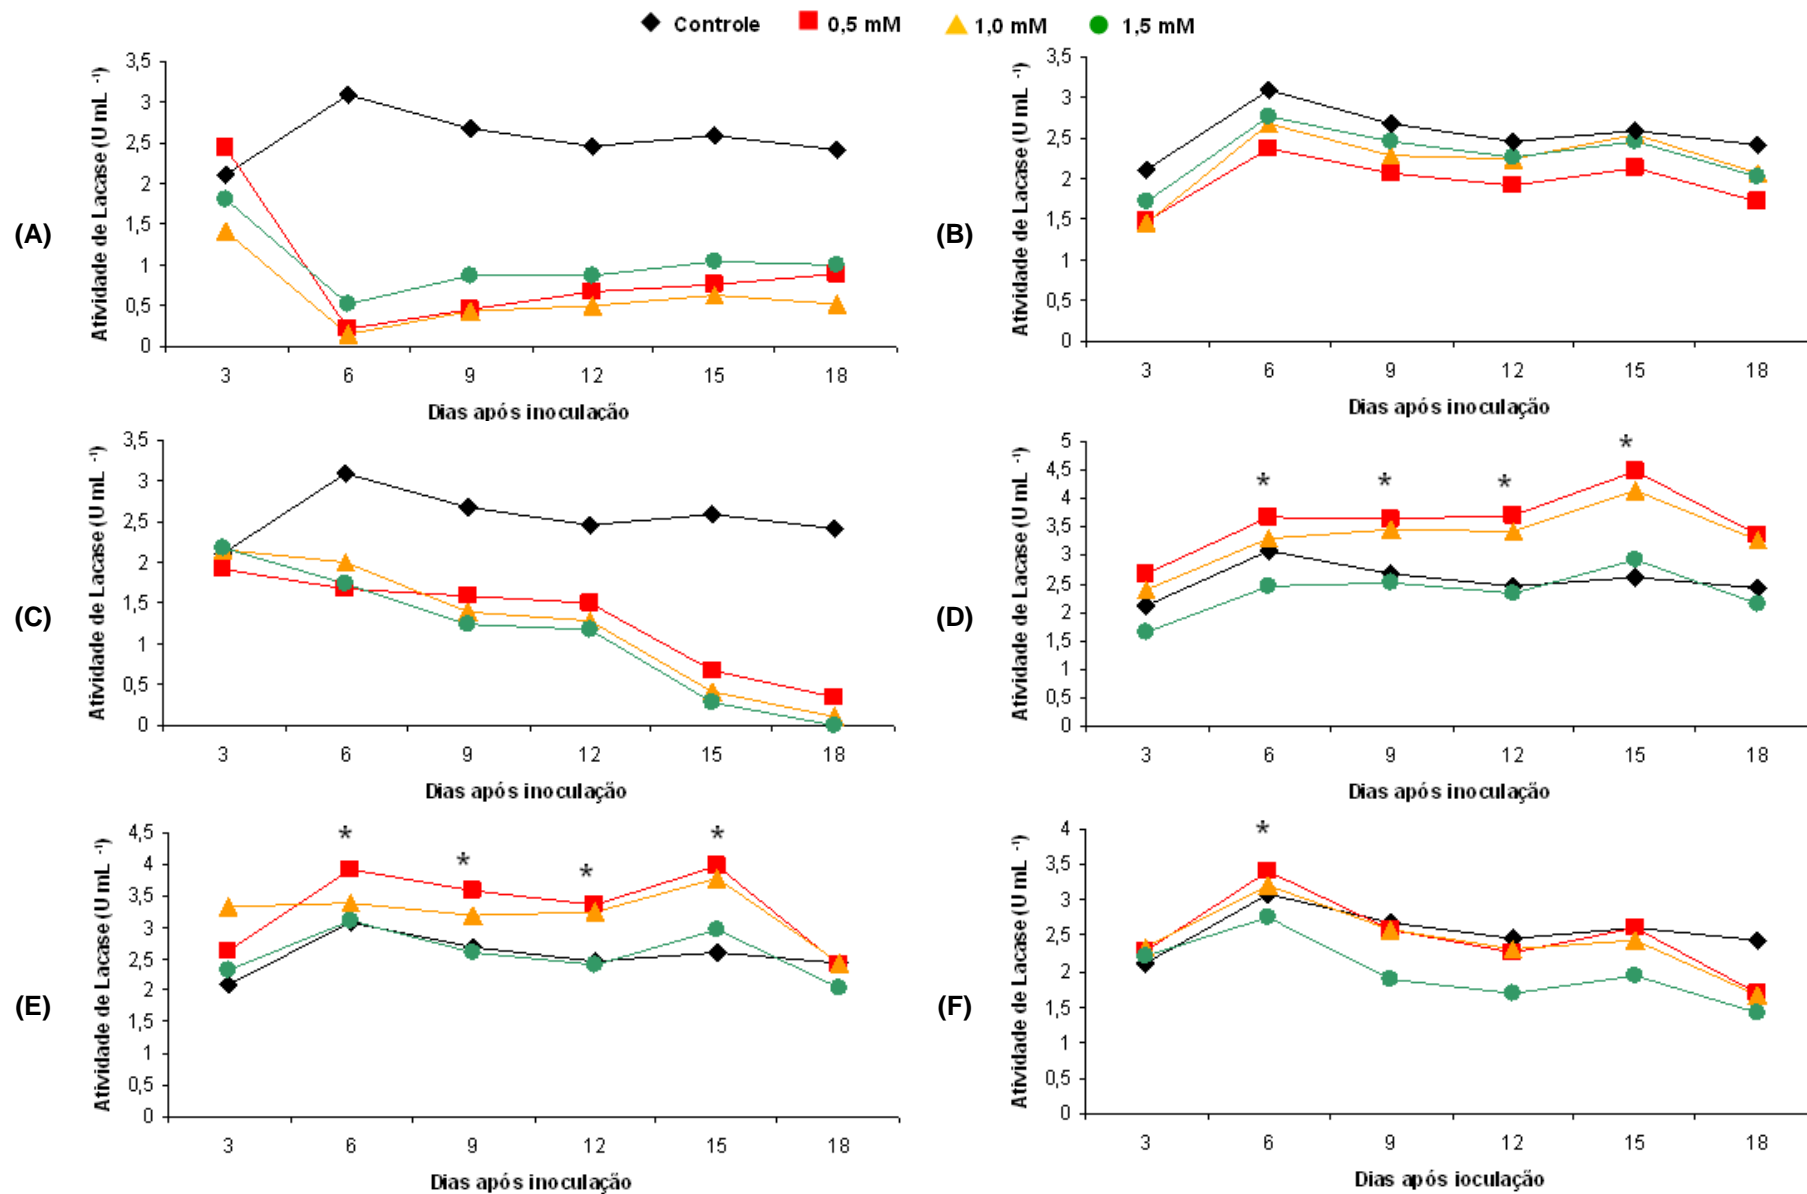 Controle 0,5 mM 1,0 mM 1,5 mM
(A)
Atividade de Lacase (U mL ⁻¹)
3,5
3
2,5
2
1,5
1
0,5
0
3 6 9 12 15 18
Dias após inoculação
(B)
Atividade de Lacase (U mL ⁻¹)
3,5
3
2,5
2
1,5
1
0,5
0
3 6 9 12 15 18
Dias após inoculação
(C)
Atividade de Lacase (U mL ⁻¹)
3,5
3
2,5
2
1,5
1
0,5
0
3 6 9 12 15 18
Dias após inoculação
(D)
Atividade de Lacase (U mL ⁻¹)
5
4,5
4
3,5
3
2,5
2
1,5
1
0,5
0
* * * *
3 6 9 12 15 18
Dias após inoculação
(E)
Atividade de Lacase (U mL ⁻¹)
4,5
4
3,5
3
2,5
2
1,5
1
0,5
0
* * * *
3 6 9 12 15 18
Dias após inoculação
(F)
Atividade de Lacase (U mL ⁻¹)
4
3,5
3
2,5
2
1,5
1
0,5
0
*
3 6 9 12 15 18
Dias após ioculação